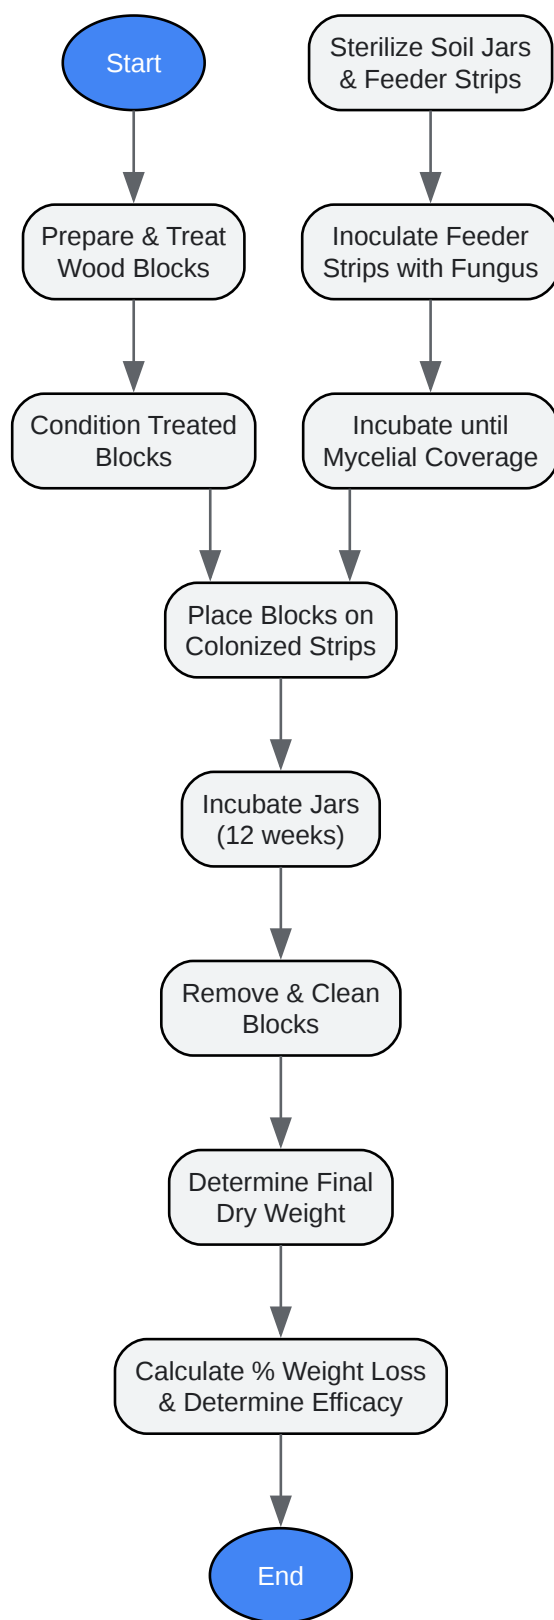 Start
Sterilize Soil Jars
& Feeder Strips
Prepare & Treat
Wood Blocks
Inoculate Feeder
Strips with Fungus
Condition Treated
Blocks
Incubate until
Mycelial Coverage
Place Blocks on
Colonized Strips
Incubate Jars
(12 weeks)
Remove & Clean
Blocks
Determine Final
Dry Weight
Calculate % Weight Loss
& Determine Efficacy
End